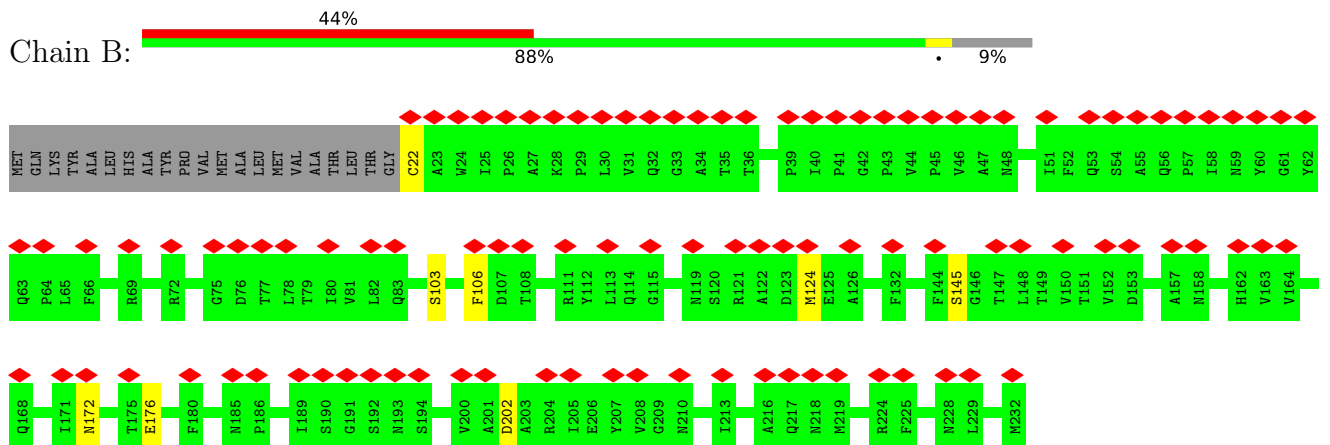 44%
Chain B:
88% • 9%
MET GLN LYS TYR ALA LEU HIS ALA TYR PRO VAL MET ALA LEU MET VAL ALA THR LEU THR GLY C22 A23 W24 I25 P26 A27 K28 P29 L30 V31 Q32 G33 A34 T35 T36 P39 I40 P41 G42 P43 V44 P45 V46 A47 N48 I51 F52 Q53 S54 A55 Q56 P57 I58 N59 Y60 G61 Y62
Q63 P64 L65 F66 R69 R72 G75 D76 T77 L78 T79 I80 V81 L82 Q83 S103 F106 D107 T108 R111 Y112 L113 Q114 G115 N119 S120 R121 A122 D123 M124 E125 A126 F132 F144 S145 G146 T147 L148 T149 V150 T151 V152 D153 A157 N158 H162 V163 V164
Q168 I171 N172 T175 E176 F180 N185 P186 I189 S190 G191 S192 N193 S194 V200 A201 D202 A203 R204 I205 E206 Y207 V208 G209 N210 I213 A216 Q217 N218 M219 R224 F225 N228 L229 M232